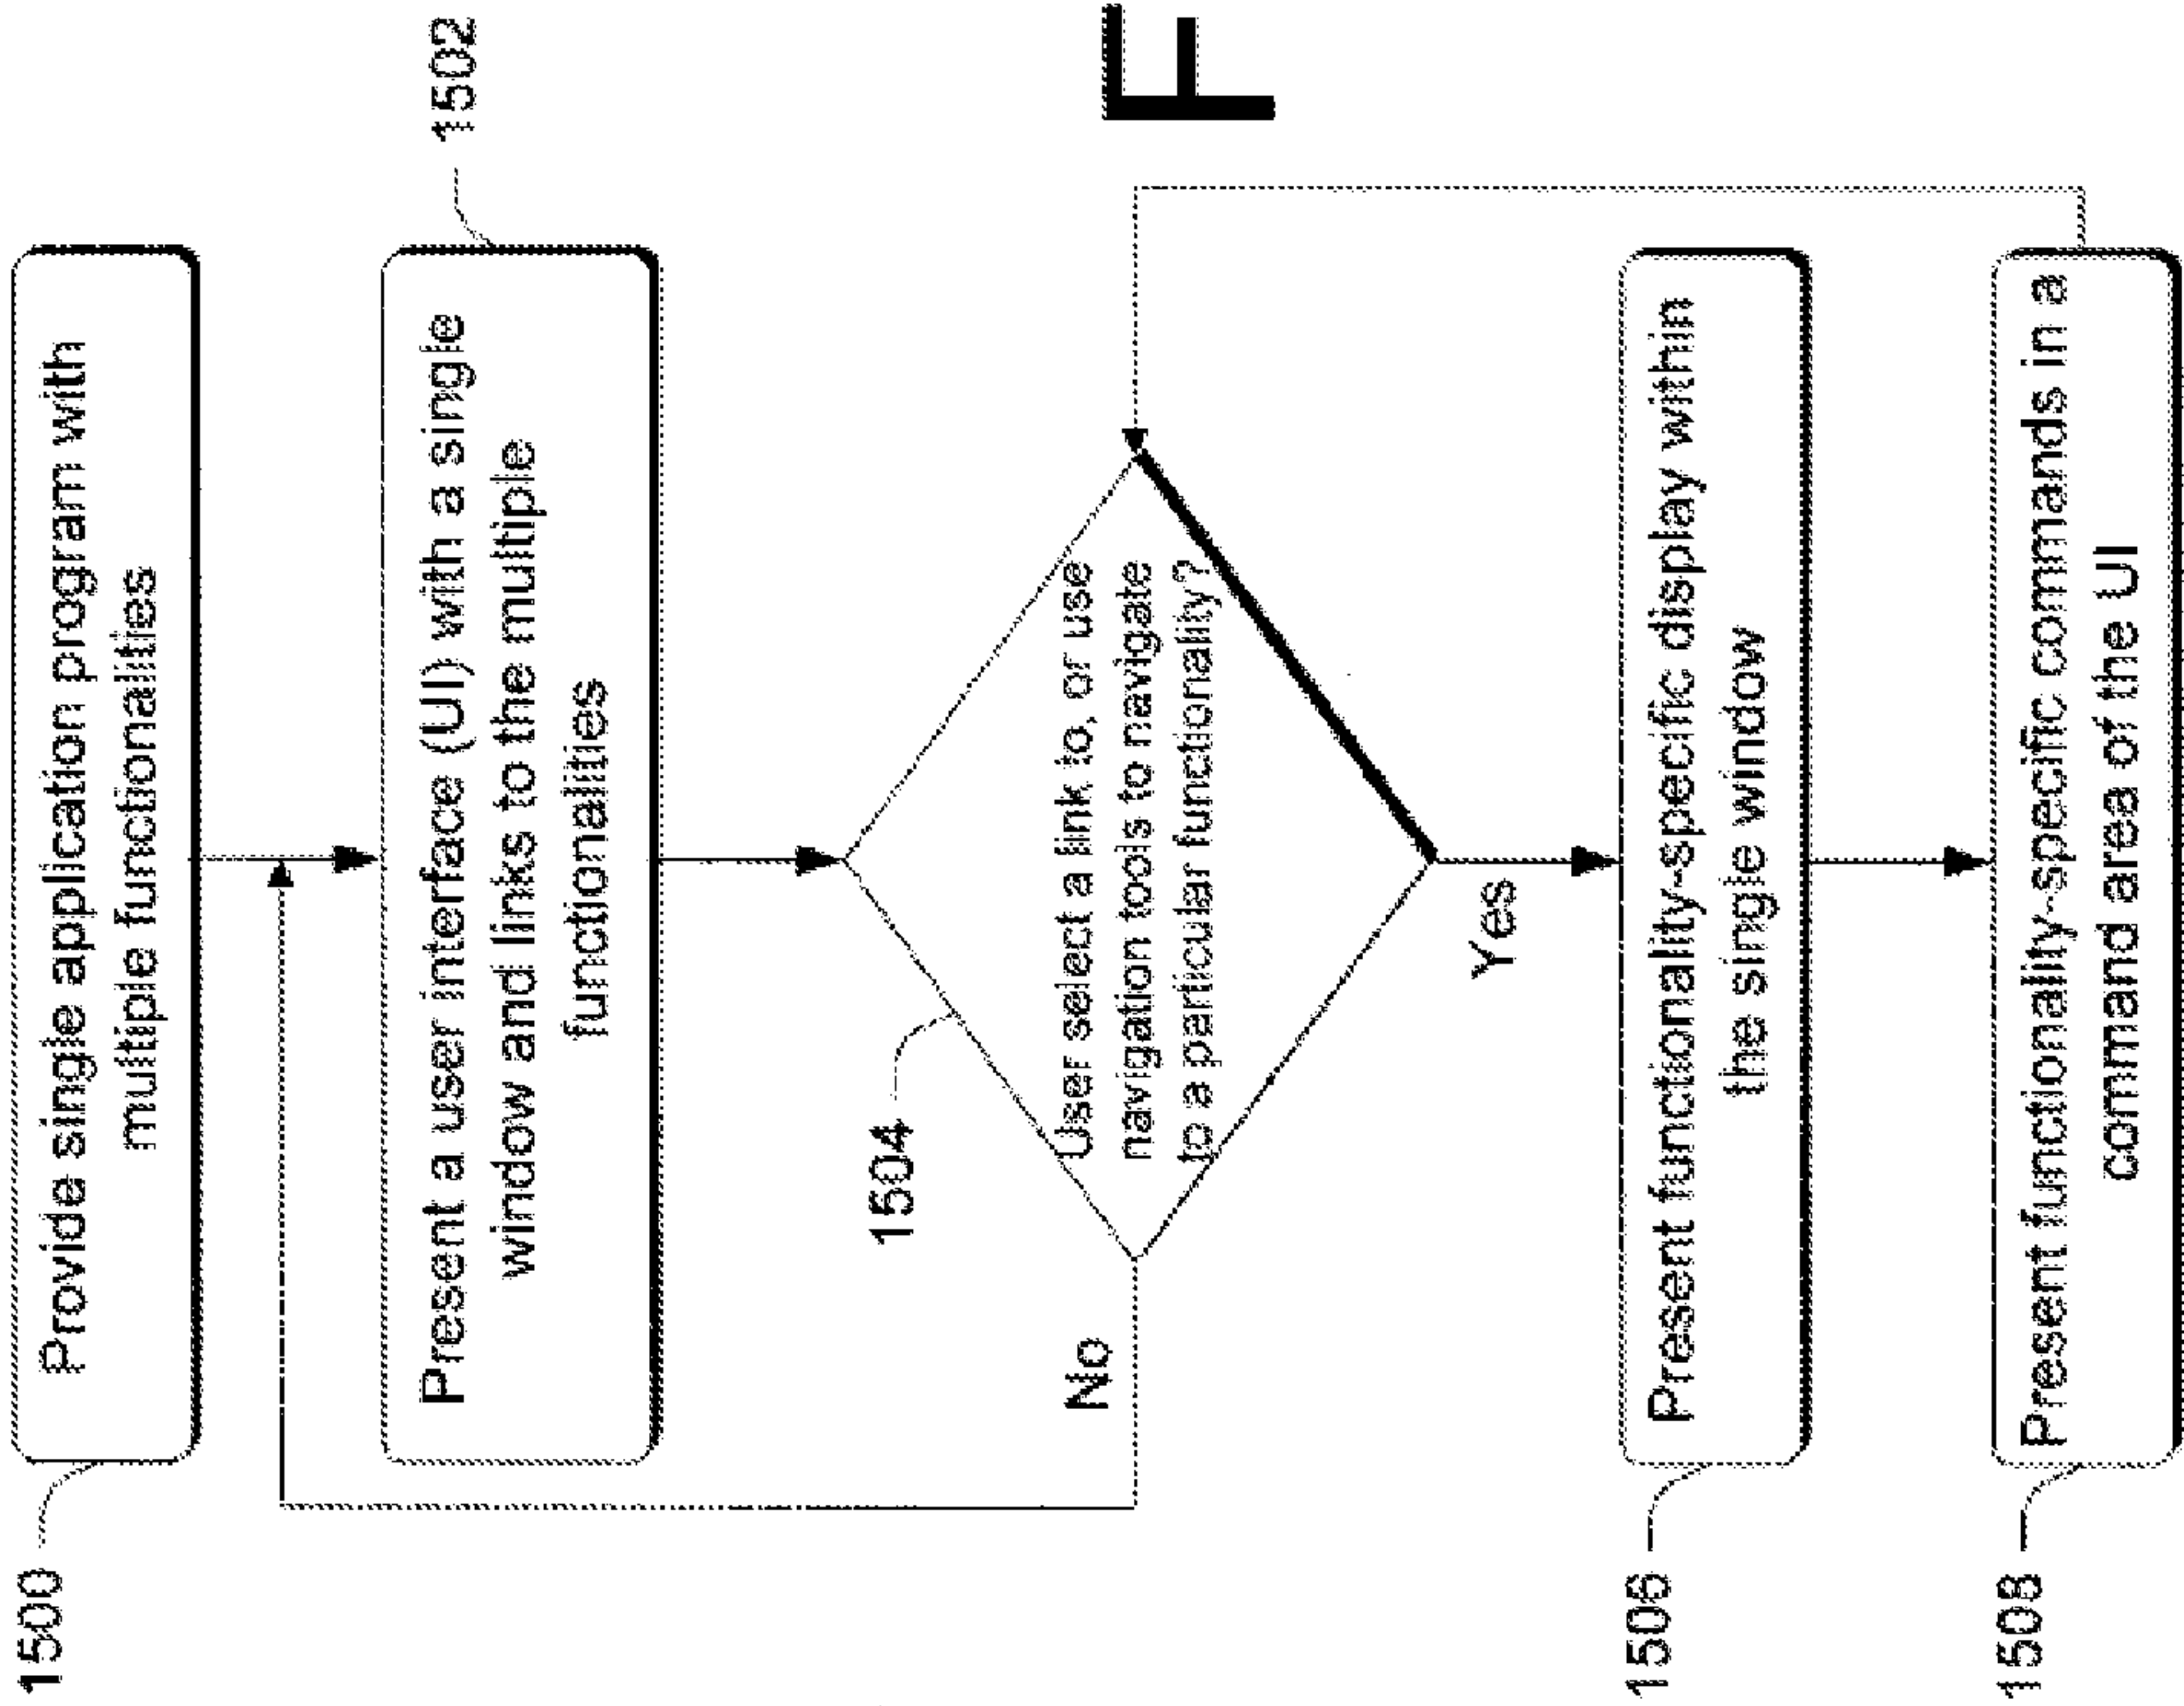 1500
Provide single application program with
multiple functionalities
1502
Present a user interface (UI) with a single
window and links to the multiple
functionalities
1504
User select a link to, or use
navigation tools to navigate
to a particular functionality?
No
Yes
1506
Present functionality-specific display within
the single window
1508
Present functionality-specific commands in a
command area of the UI
F